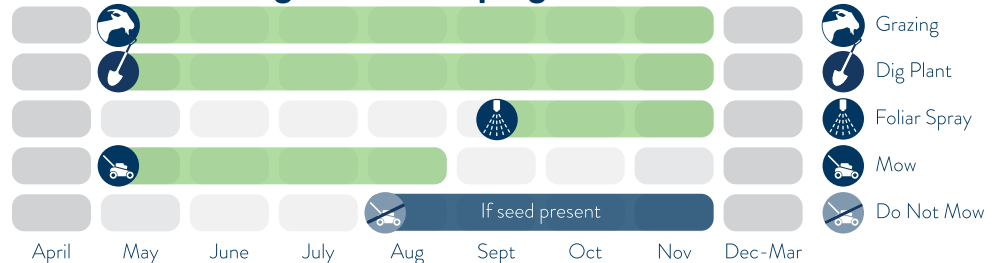 Grazing
Dig Plant
Foliar Spray
Mow
If seed present
Do Not Mow
April May June July Aug Sept Oct Nov Dec-Mar